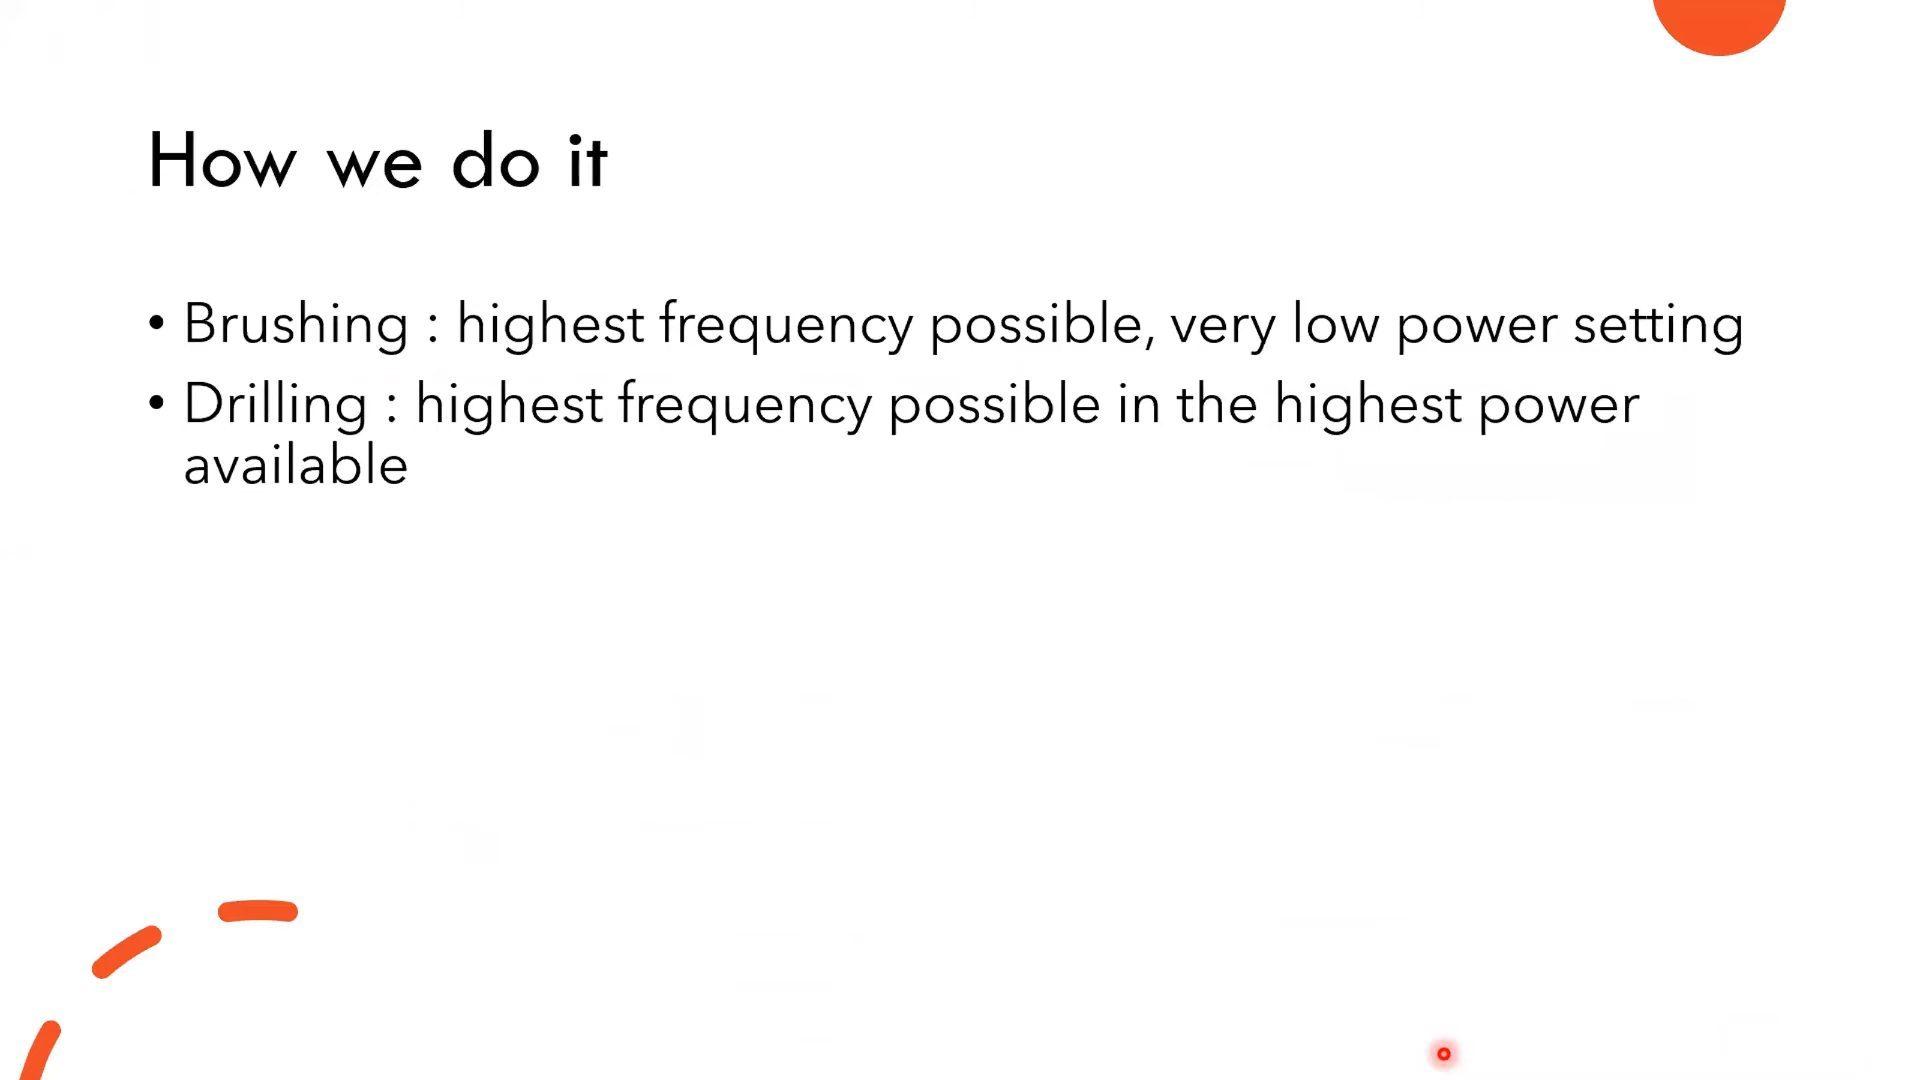 How we do it
• Brushing : highest frequency possible, very low power setting
• Drilling : highest frequency possible in the highest power
available